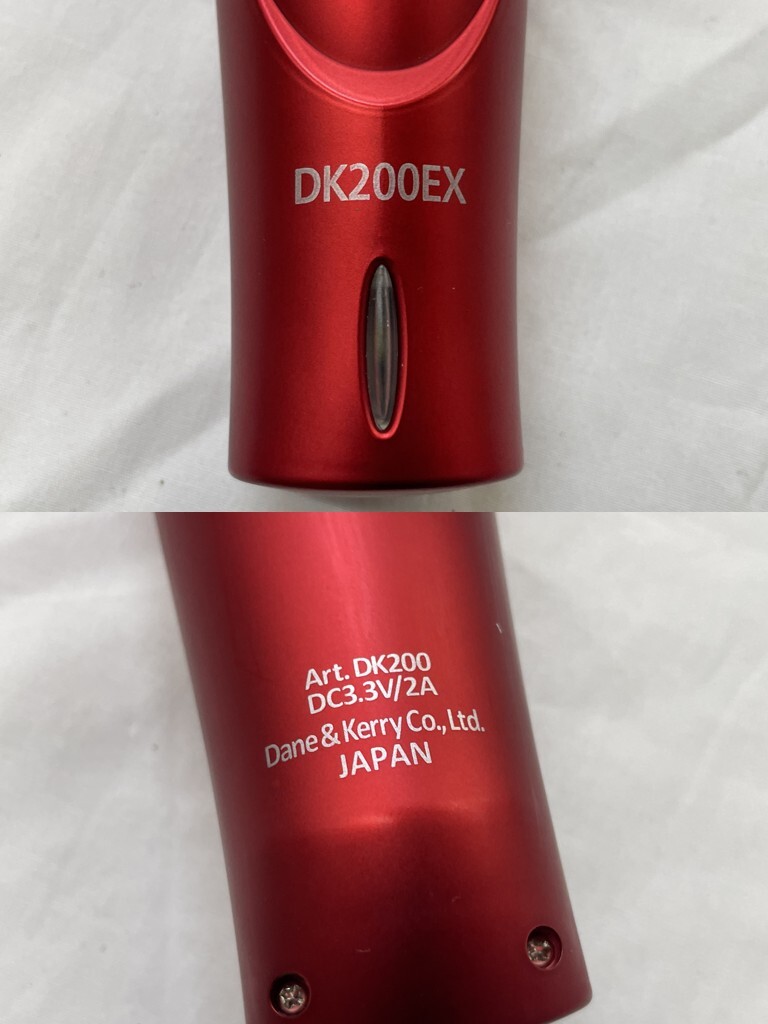 DK200EX
Art. DK200
DC3.3V/2A
Dane & Kerry Co., Ltd.
JAPAN